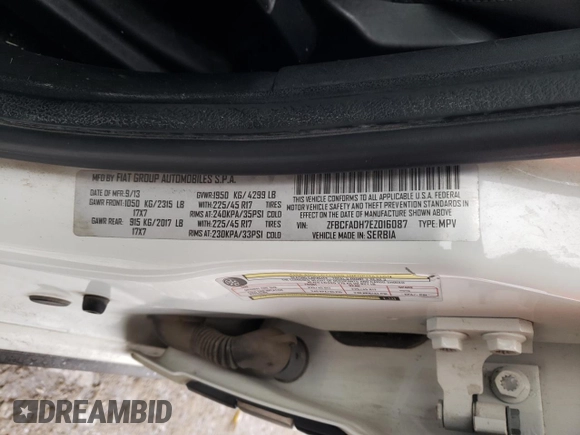 MFD BY: FIAT GROUP AUTOMOBILES S.P.A.
DATE OF MFR: 9/13 GVWR: 1950 KG/4299 LB
GAWR FRONT: 1050 KG/2315 LB WITH 225/45 R17 TIRES
17X7 RIMS AT: 240KPA/35PSI COLD
GAWR REAR: 915 KG/2017 LB WITH 225/45 R17 TIRES
17X7 RIMS AT: 230KPA/33PSI COLD
THIS VEHICLE CONFORMS TO ALL APPLICABLE U.S.A. FEDERAL
MOTOR VEHICLE SAFETY, BUMPER AND THEFT PREVENTION
STANDARDS IN EFFECT ON THE DATE OF MANUFACTURE SHOWN ABOVE
VIN: ZFBCFADH7EZ016087 TYPE: MPV
VEHICLE MADE IN: SERBIA
DREAMBID